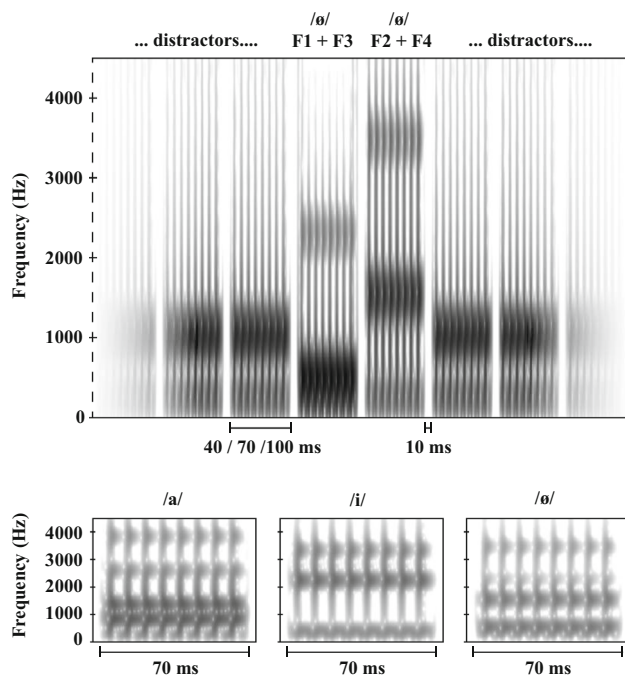 /ø/ /ø/
... distractors.... F1 + F3 F2 + F4 ... distractors....
Frequency (Hz)
4000
3000
2000
1000
0
40 / 70 /100 ms 10 ms
/a/ /i/ /ø/
Frequency (Hz)
4000
3000
2000
1000
0
70 ms 70 ms 70 ms